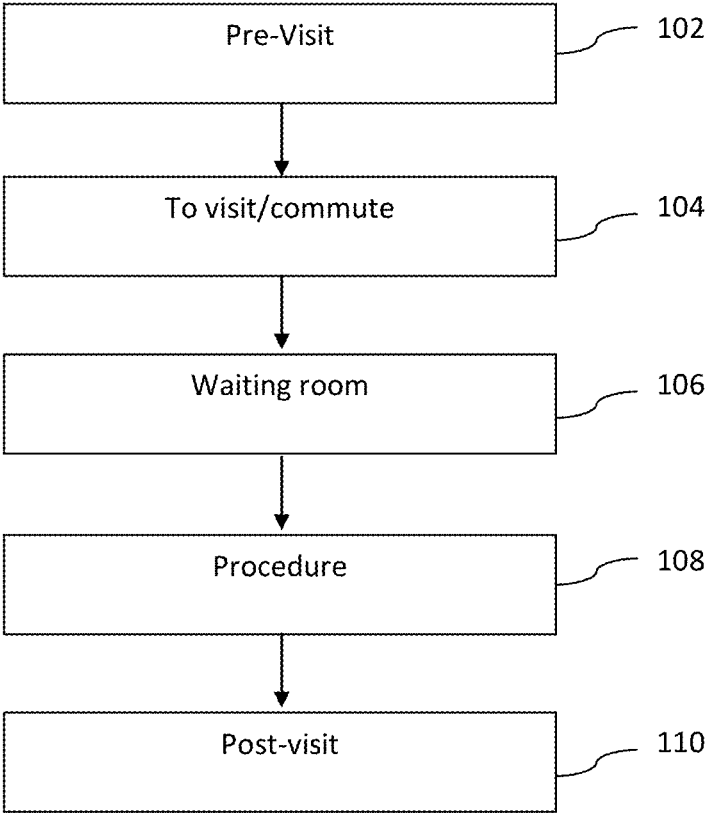 Pre-Visit
102
To visit/commute
104
Waiting room
106
Procedure
108
Post-visit
110